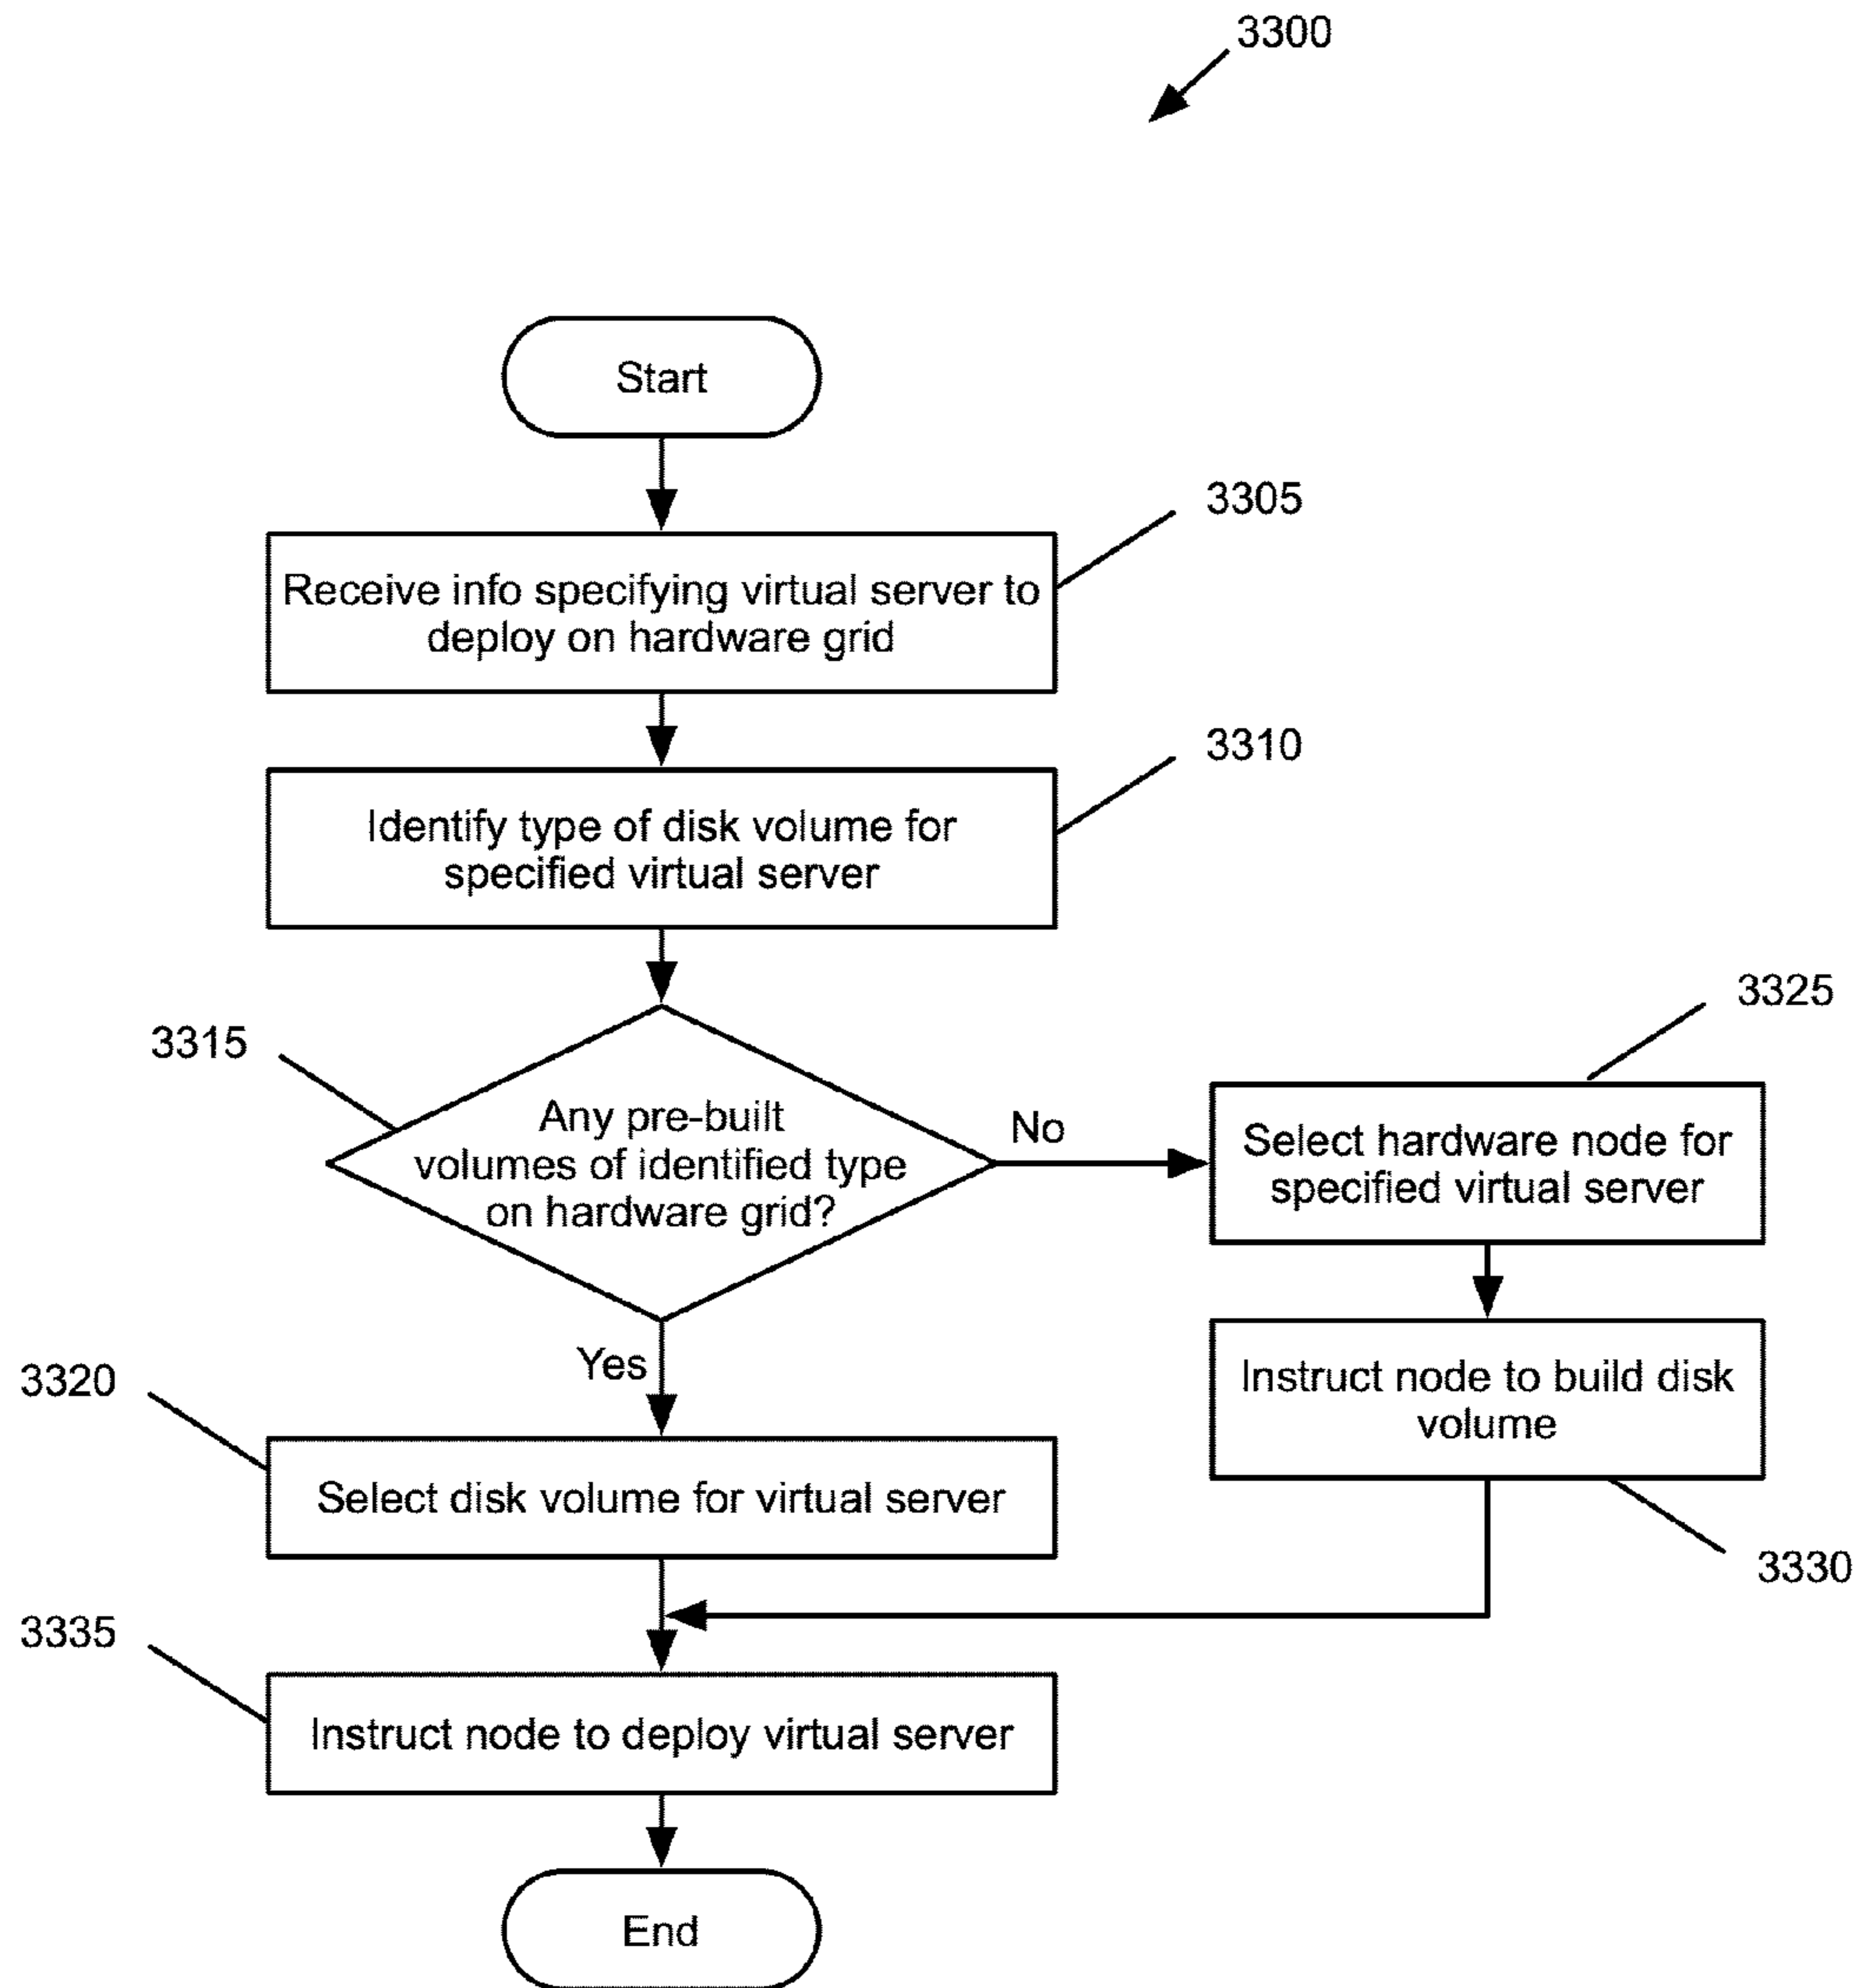 3300
Start
3305
Receive info specifying virtual server to
deploy on hardware grid
3310
Identify type of disk volume for
specified virtual server
3315
Any pre-built
volumes of identified type
on hardware grid?
No
3325
Select hardware node for
specified virtual server
Yes
3320
Select disk volume for virtual server
Instruct node to build disk
volume
3330
3335
Instruct node to deploy virtual server
End